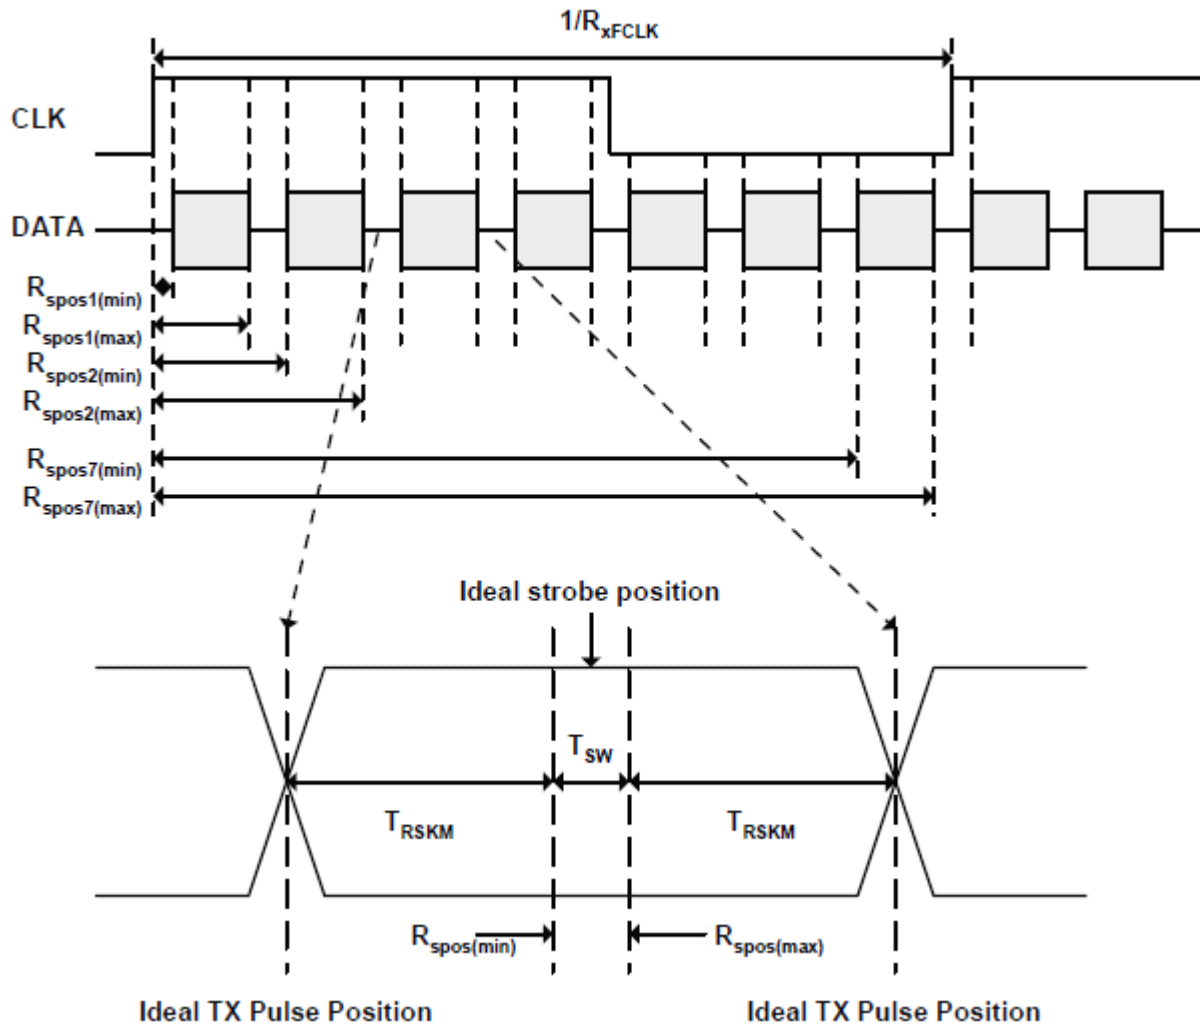 1/RxFCLK
CLK
DATA
Rspos1(min)
Rspos1(max)
Rspos2(min)
Rspos2(max)
Rspos7(min)
Rspos7(max)
Ideal strobe position
TSW
TRSKM TRSKM
Rspos(min) Rspos(max)
Ideal TX Pulse Position Ideal TX Pulse Position